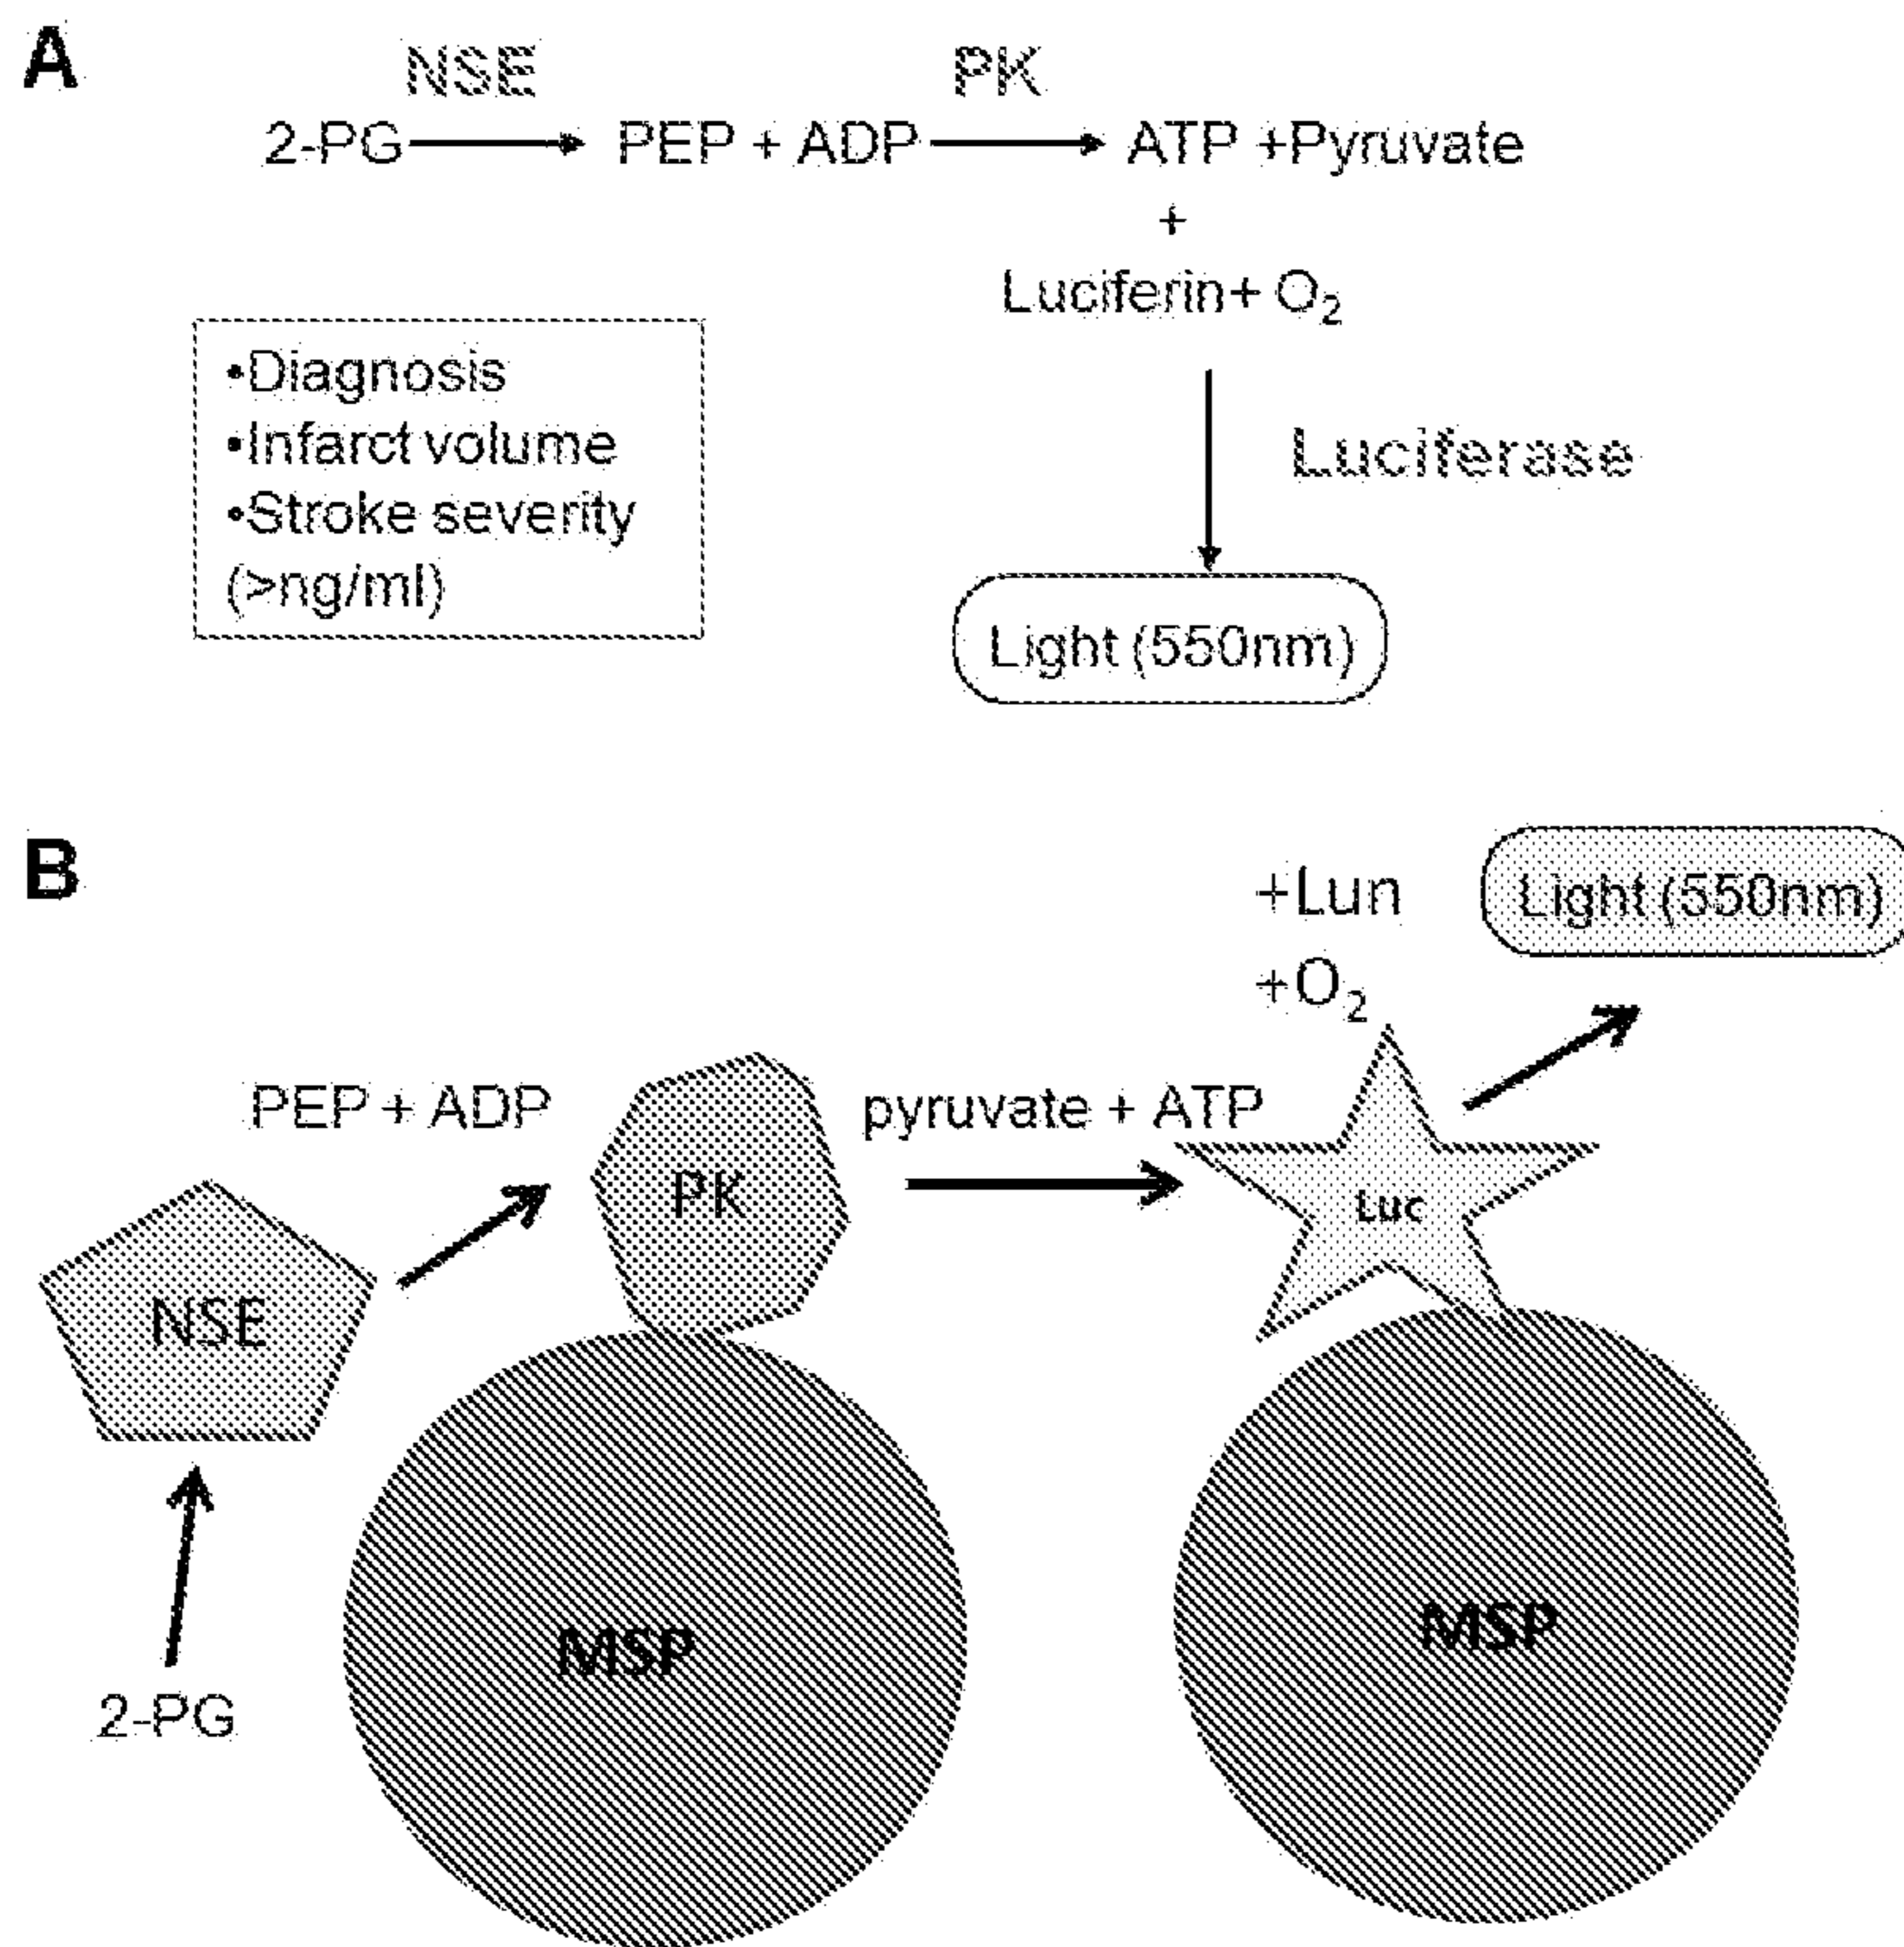 A
NSE PK
2-PG PEP + ADP ATP +Pyruvate
+
Luciferin+ O₂
•Diagnosis
•Infarct volume
•Stroke severity
(>ng/ml)
Luciferase
Light (550nm)
B
+Lun
+O₂
Light (550nm)
PEP + ADP
pyruvate + ATP
NSE
PK
Luc
MSP
MSP
2-PG